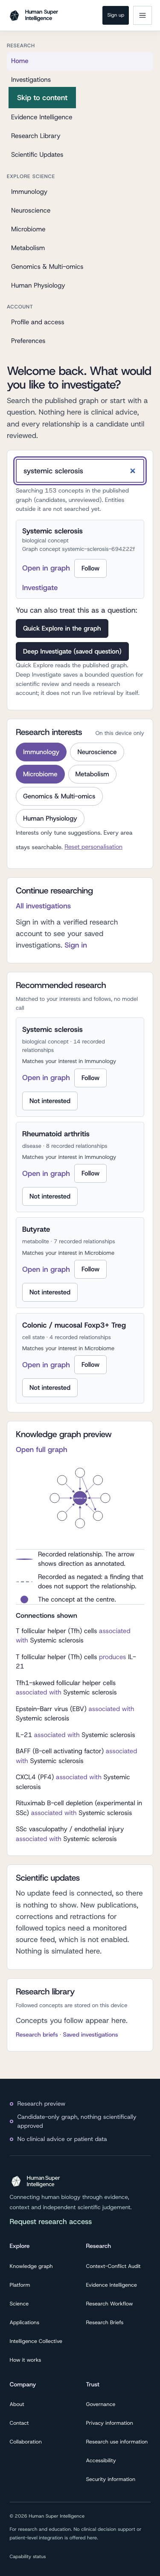 Human Super
Intelligence
Sign up
RESEARCH
Home
Investigations
Skip to content
Evidence Intelligence
Research Library
Scientific Updates
EXPLORE SCIENCE
Immunology
Neuroscience
Microbiome
Metabolism
Genomics & Multi-omics
Human Physiology
ACCOUNT
Profile and access
Preferences
Welcome back. What would
you like to investigate?
Search the published graph or start with a
question. Nothing here is clinical advice,
and every relationship is a candidate until
reviewed.
systemic sclerosis
Searching 153 concepts in the published
graph (candidates, unreviewed). Entities
outside it are not searched yet.
Systemic sclerosis
biological concept
Graph concept systemic-sclerosis-694222f
Open in graph
Follow
Investigate
You can also treat this as a question:
Quick Explore in the graph
Deep Investigate (saved question)
Quick Explore reads the published graph.
Deep Investigate saves a bounded question for
scientific review and needs a research
account; it does not run live retrieval by itself.
Research interests
On this device only
Immunology
Neuroscience
Microbiome
Metabolism
Genomics & Multi-omics
Human Physiology
Interests only tune suggestions. Every area
stays searchable. Reset personalisation
Continue researching
All investigations
Sign in with a verified research
account to see your saved
investigations. Sign in
Recommended research
Matched to your interests and follows, no model
call
Systemic sclerosis
biological concept · 14 recorded
relationships
Matches your interest in Immunology
Open in graph
Follow
Not interested
Rheumatoid arthritis
disease · 8 recorded relationships
Matches your interest in Immunology
Open in graph
Follow
Not interested
Butyrate
metabolite · 7 recorded relationships
Matches your interest in Microbiome
Open in graph
Follow
Not interested
Colonic / mucosal Foxp3+ Treg
cell state · 4 recorded relationships
Matches your interest in Microbiome
Open in graph
Follow
Not interested
Knowledge graph preview
Open full graph
Recorded relationship. The arrow
shows direction as annotated.
Recorded as negated: a finding that
does not support the relationship.
The concept at the centre.
Connections shown
T follicular helper (Tfh) cells associated
with Systemic sclerosis
T follicular helper (Tfh) cells produces IL-
21
Tfh1-skewed follicular helper cells
associated with Systemic sclerosis
Epstein-Barr virus (EBV) associated with
Systemic sclerosis
IL-21 associated with Systemic sclerosis
BAFF (B-cell activating factor) associated
with Systemic sclerosis
CXCL4 (PF4) associated with Systemic
sclerosis
Rituximab B-cell depletion (experimental in
SSc) associated with Systemic sclerosis
SSc vasculopathy / endothelial injury
associated with Systemic sclerosis
Scientific updates
No update feed is connected, so there
is nothing to show. New publications,
corrections and retractions for
followed topics need a monitored
source feed, which is not enabled.
Nothing is simulated here.
Research library
Followed concepts are stored on this device
Concepts you follow appear here.
Research briefs · Saved investigations
Research preview
Candidate-only graph, nothing scientifically
approved
No clinical advice or patient data
Human Super
Intelligence
Connecting human biology through evidence,
context and independent scientific judgement.
Request research access
Explore
Research
Knowledge graph
Context-Conflict Audit
Platform
Evidence Intelligence
Science
Research Workflow
Applications
Research Briefs
Intelligence Collective
How it works
Company
Trust
About
Governance
Contact
Privacy information
Collaboration
Research use information
Accessibility
Security information
© 2026 Human Super Intelligence
For research and education. No clinical decision support or
patient-level integration is offered here.
Capability status